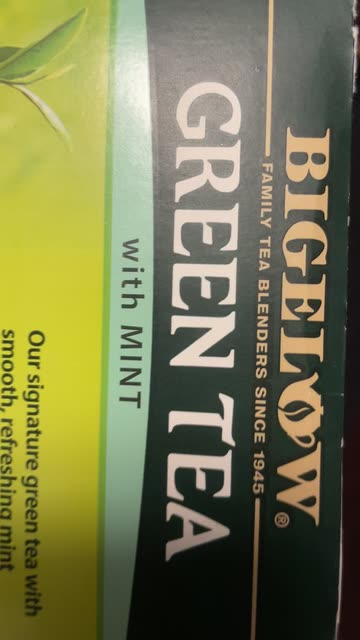 BIGELOW®
FAMILY TEA BLENDERS SINCE 1945
GREEN TEA
with MINT
Our signature green tea with
smooth, refreshing mint